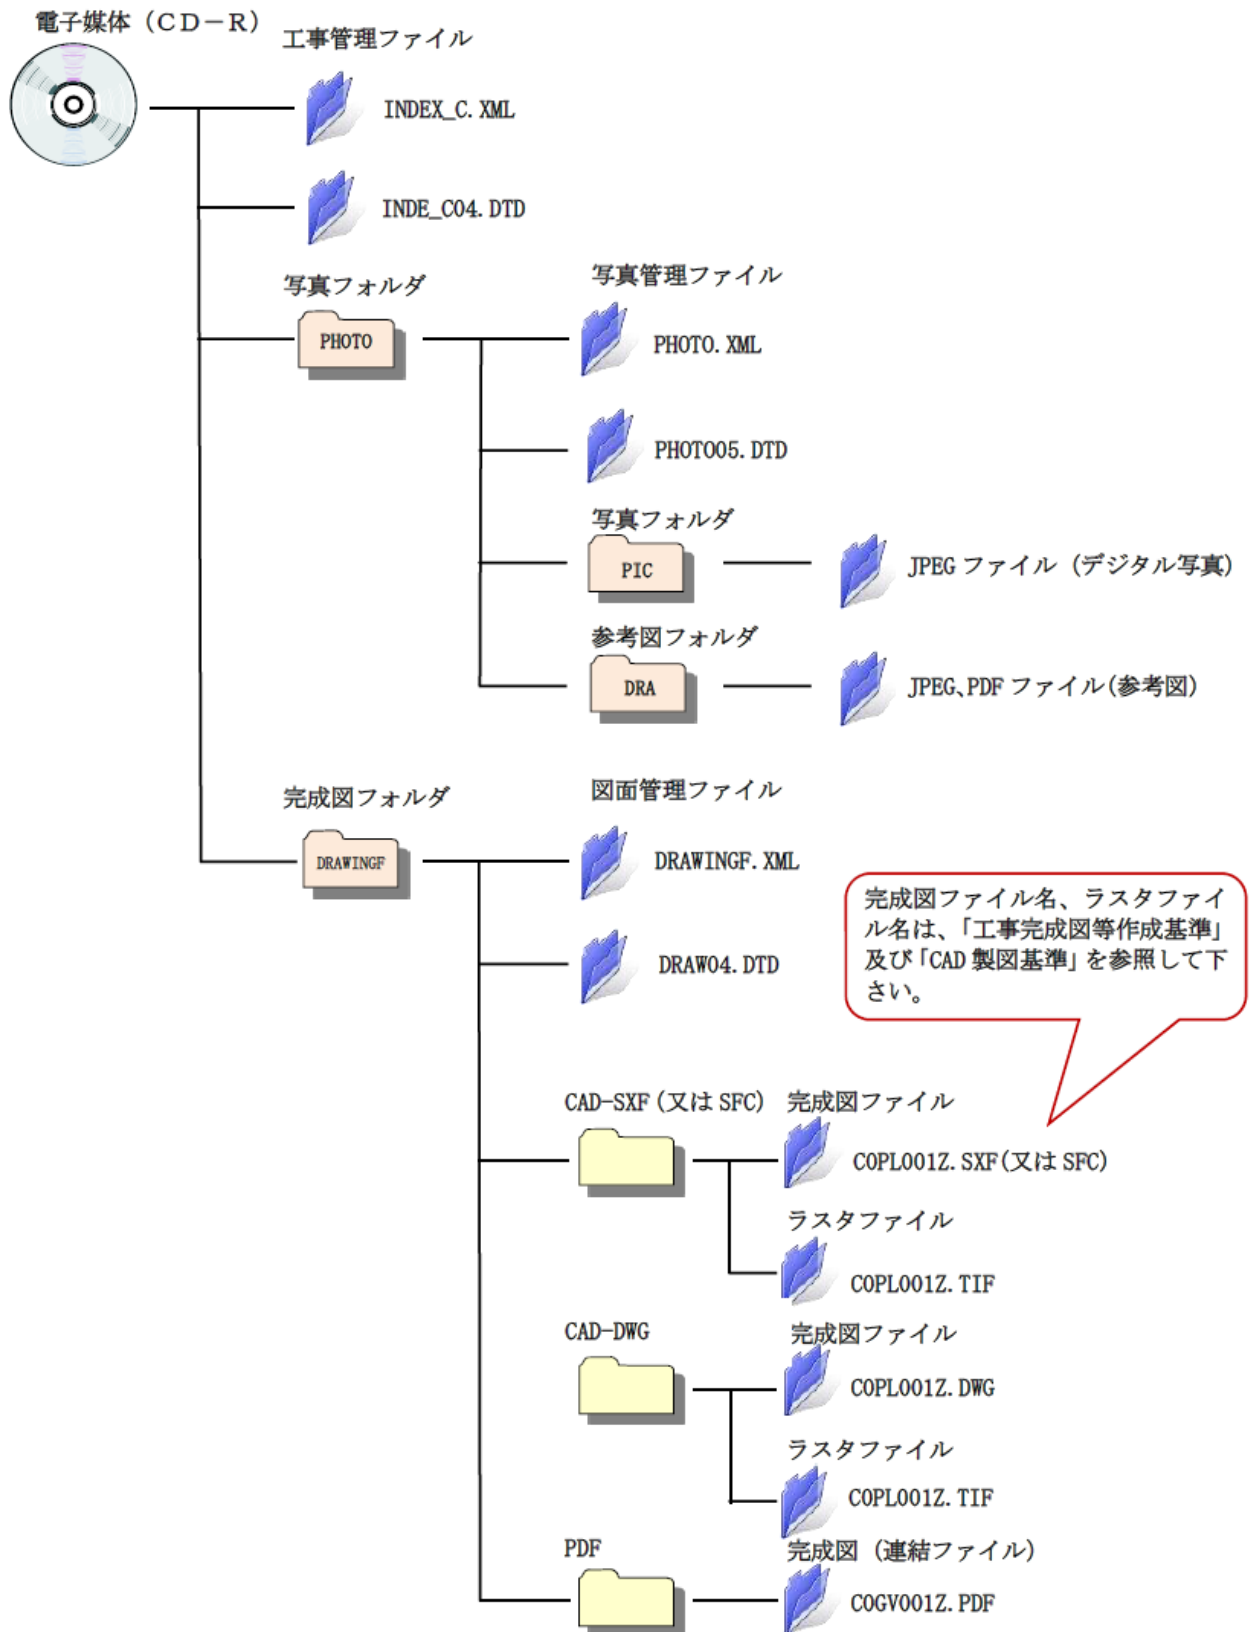 電子媒体（ＣＤ－Ｒ）
工事管理ファイル
INDEX_C.XML
INDE_C04.DTD
写真フォルダ
PHOTO
写真管理ファイル
PHOTO.XML
PHOTO05.DTD
写真フォルダ
PIC
JPEG ファイル（デジタル写真）
参考図フォルダ
DRA
JPEG、PDF ファイル（参考図）
完成図フォルダ
DRAWINGF
図面管理ファイル
DRAWINGF.XML
DRAW04.DTD
完成図ファイル名、ラスタファイ
ル名は、「工事完成図等作成基準」
及び「CAD 製図基準」を参照して下
さい。
CAD-SXF（又は SFC）
完成図ファイル
C0PL001Z.SXF（又は SFC）
ラスタファイル
C0PL001Z.TIF
CAD-DWG
完成図ファイル
C0PL001Z.DWG
ラスタファイル
C0PL001Z.TIF
PDF
完成図（連結ファイル）
C0GV001Z.PDF